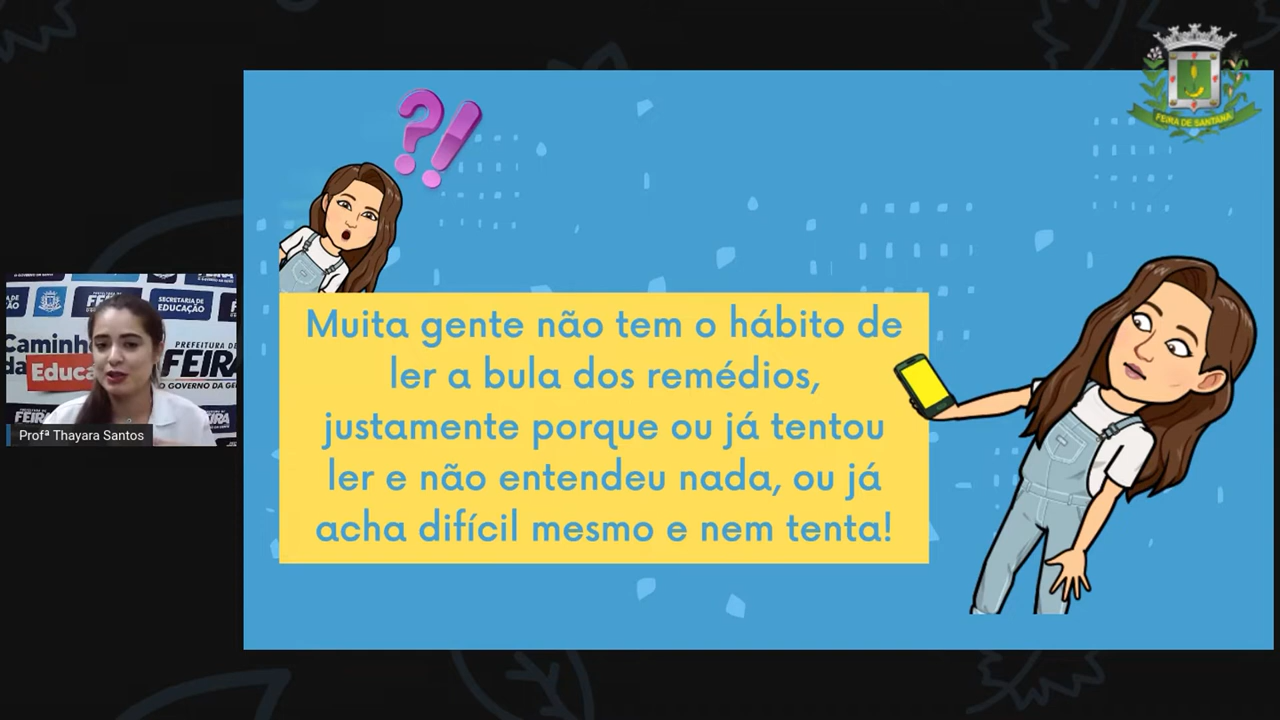 ?!
FEIRA DE SANTANA
Muita gente não tem o hábito de
ler a bula dos remédios,
justamente porque ou já tentou
ler e não entendeu nada, ou já
acha difícil mesmo e nem tenta!
SECRETARIA DE
EDUCAÇÃO
PREFEITURA DE
FEIRA
O GOVERNO DA
Profª Thayara Santos